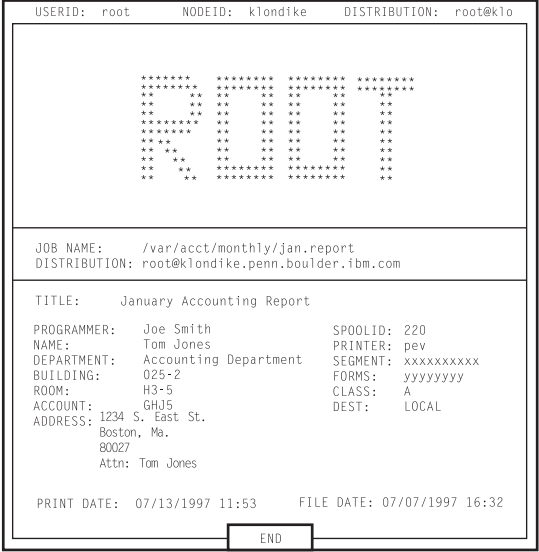 USERID: root NODEID: klondike DISTRIBUTION: root@klo
ROOT
JOB NAME: /var/acct/monthly/jan.report
DISTRIBUTION: root@klondike.penn.boulder.ibm.com
TITLE: January Accounting Report
PROGRAMMER: Joe Smith SPOOLID: 220
NAME: Tom Jones PRINTER: pev
DEPARTMENT: Accounting Department SEGMENT: xxxxxxxxxx
BUILDING: 025-2 FORMS: yyyyyyyy
ROOM: H3-5 CLASS: A
ACCOUNT: GHJ5 DEST: LOCAL
ADDRESS: 1234 S. East St.
Boston, Ma.
80027
Attn: Tom Jones
PRINT DATE: 07/13/1997 11:53 FILE DATE: 07/07/1997 16:32
END